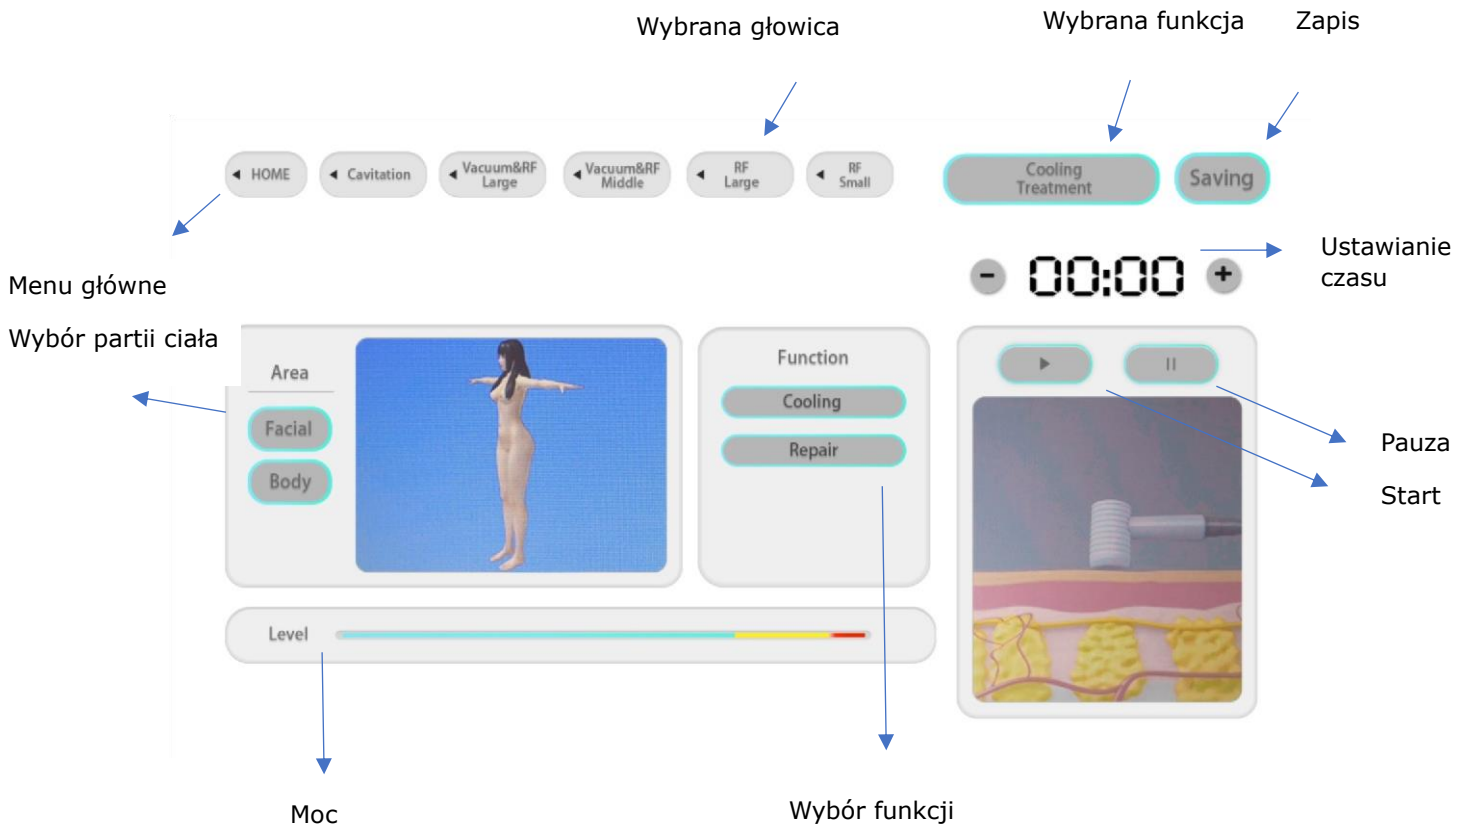 Wybrana głowica
Wybrana funkcja
Zapis
HOME
Cavitation
Vacuum&RF
Large
Vacuum&RF
Middle
RF
Large
RF
Small
Cooling
Treatment
Saving
Menu główne
- 00:00 +
Ustawianie
czasu
Wybór partii ciała
Area
Facial
Body
Function
Cooling
Repair
Pauza
Start
Level
Moc
Wybór funkcji